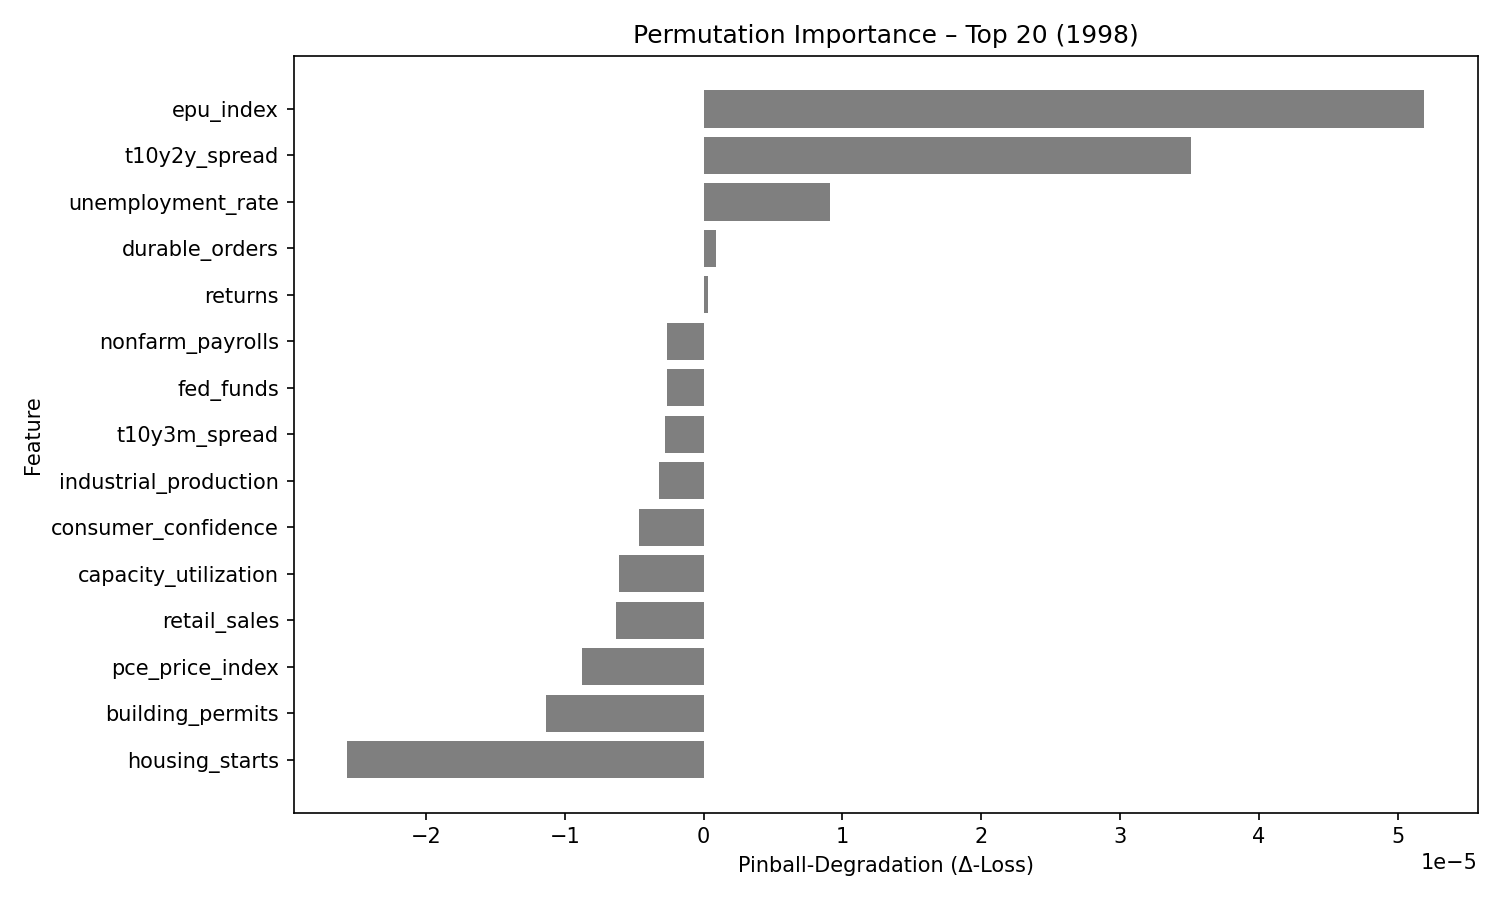 Permutation Importance – Top 20 (1998)
epu_index
t10y2y_spread
unemployment_rate
durable_orders
returns
nonfarm_payrolls
fed_funds
t10y3m_spread
industrial_production
consumer_confidence
capacity_utilization
retail_sales
pce_price_index
building_permits
housing_starts
Feature
−2 −1 0 1 2 3 4 5
1e−5
Pinball-Degradation (Δ-Loss)